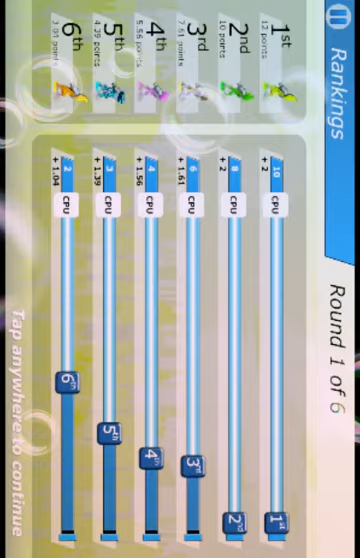 Rankings
Round 1 of 6
1st
12 points
10
+ 2
CPU
1st
2nd
10 points
8
+ 2
CPU
2nd
3rd
7.61 points
6
+ 1.61
CPU
3rd
4th
5.56 points
4
+ 1.56
CPU
4th
5th
4.39 points
3
+ 1.39
CPU
5th
6th
3.04 points
2
+ 1.04
CPU
6th
Tap anywhere to continue